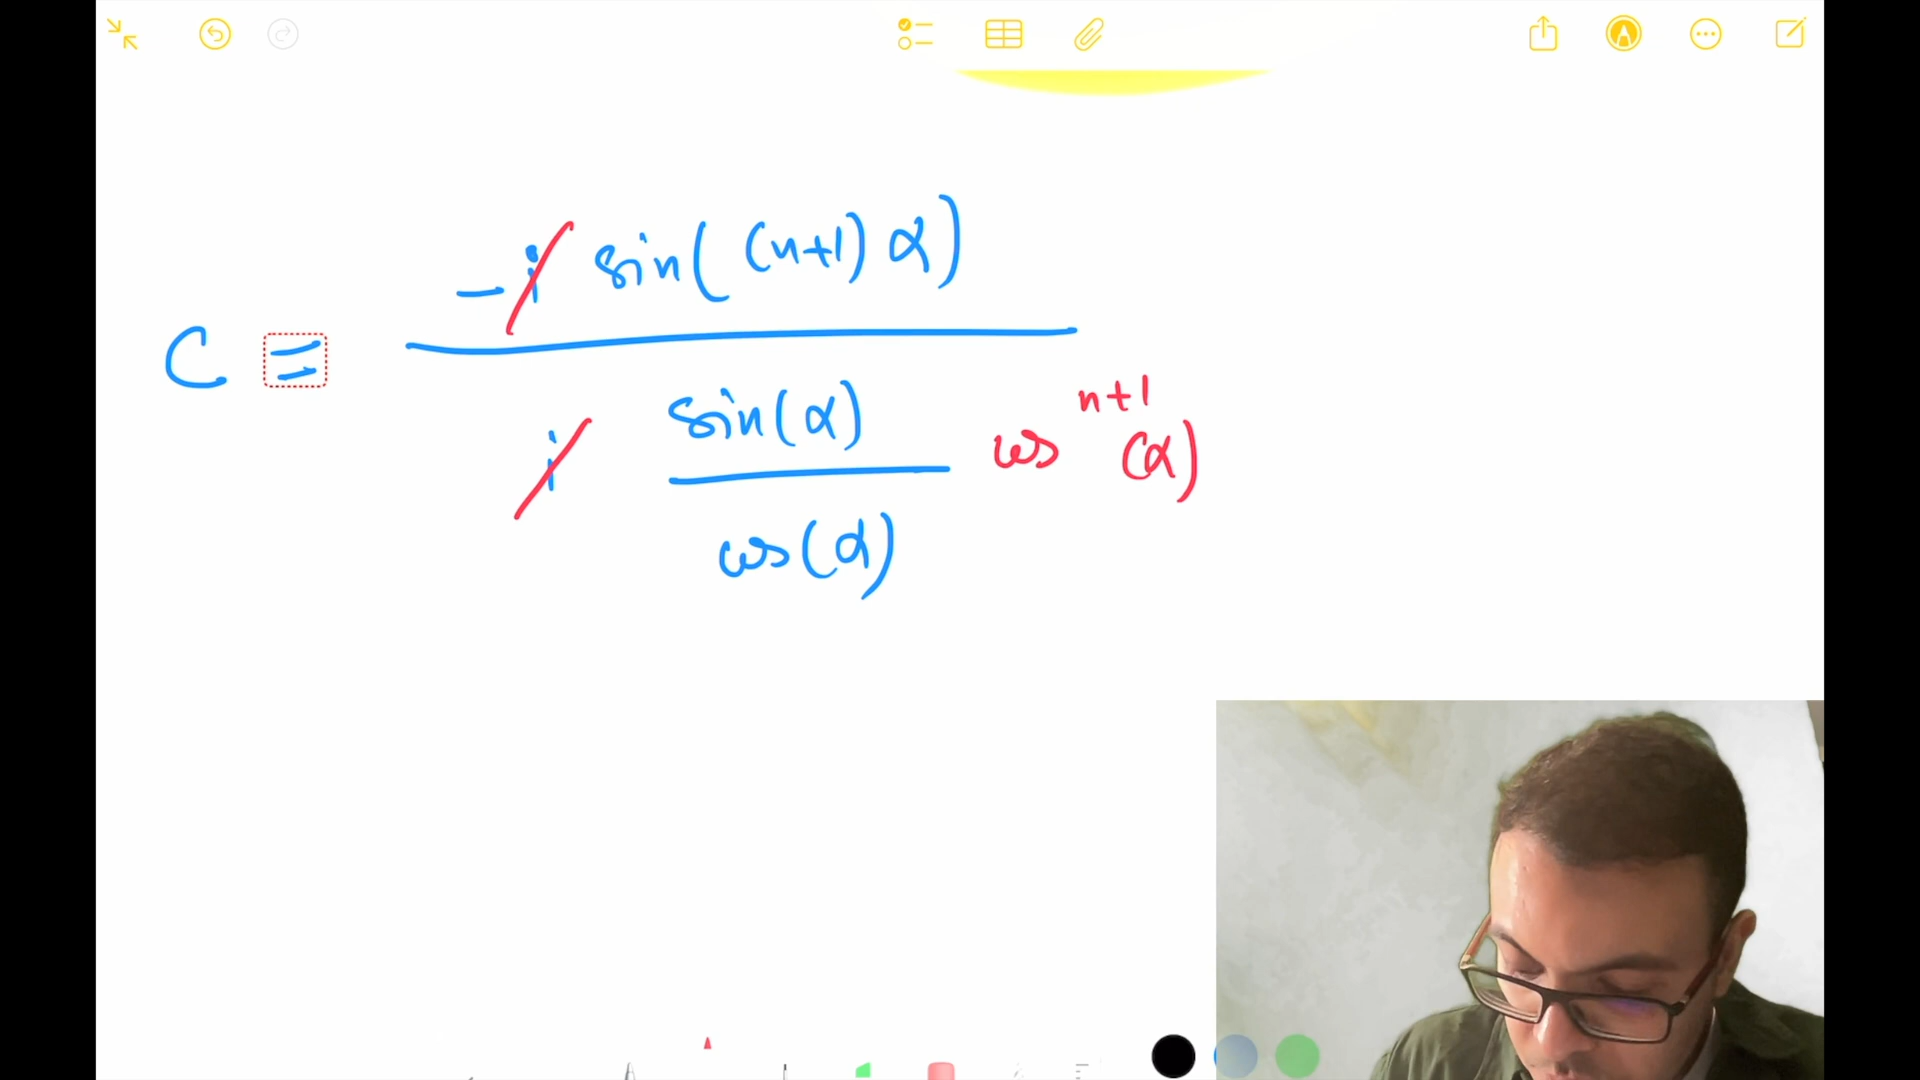 -i sin((n+1) α)
C =
n+1
i sin(α) cos (α)
cos(α)